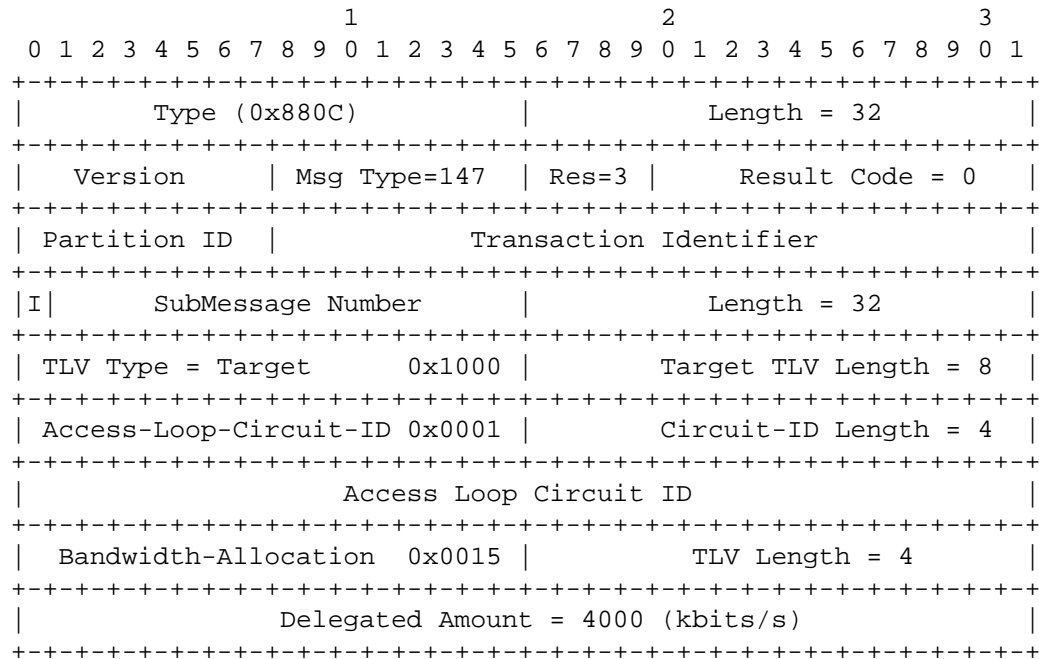 1                   2                   3
 0 1 2 3 4 5 6 7 8 9 0 1 2 3 4 5 6 7 8 9 0 1 2 3 4 5 6 7 8 9 0 1
+-+-+-+-+-+-+-+-+-+-+-+-+-+-+-+-+-+-+-+-+-+-+-+-+-+-+-+-+-+-+-+-+
|        Type (0x880C)          |           Length = 32         |
+-+-+-+-+-+-+-+-+-+-+-+-+-+-+-+-+-+-+-+-+-+-+-+-+-+-+-+-+-+-+-+-+
|   Version     | Msg Type=147  | Res=3 |     Result Code = 0   |
+-+-+-+-+-+-+-+-+-+-+-+-+-+-+-+-+-+-+-+-+-+-+-+-+-+-+-+-+-+-+-+-+
| Partition ID  |            Transaction Identifier             |
+-+-+-+-+-+-+-+-+-+-+-+-+-+-+-+-+-+-+-+-+-+-+-+-+-+-+-+-+-+-+-+-+
|I|      SubMessage Number      |           Length = 32         |
+-+-+-+-+-+-+-+-+-+-+-+-+-+-+-+-+-+-+-+-+-+-+-+-+-+-+-+-+-+-+-+-+
| TLV Type = Target      0x1000 |        Target TLV Length = 8  |
+-+-+-+-+-+-+-+-+-+-+-+-+-+-+-+-+-+-+-+-+-+-+-+-+-+-+-+-+-+-+-+-+
| Access-Loop-Circuit-ID 0x0001 |        Circuit-ID Length = 4  |
+-+-+-+-+-+-+-+-+-+-+-+-+-+-+-+-+-+-+-+-+-+-+-+-+-+-+-+-+-+-+-+-+
|                    Access Loop Circuit ID                     |
+-+-+-+-+-+-+-+-+-+-+-+-+-+-+-+-+-+-+-+-+-+-+-+-+-+-+-+-+-+-+-+-+
|  Bandwidth-Allocation  0x0015 |          TLV Length = 4       |
+-+-+-+-+-+-+-+-+-+-+-+-+-+-+-+-+-+-+-+-+-+-+-+-+-+-+-+-+-+-+-+-+
|                Delegated Amount = 4000 (kbits/s)              |
+-+-+-+-+-+-+-+-+-+-+-+-+-+-+-+-+-+-+-+-+-+-+-+-+-+-+-+-+-+-+-+-+